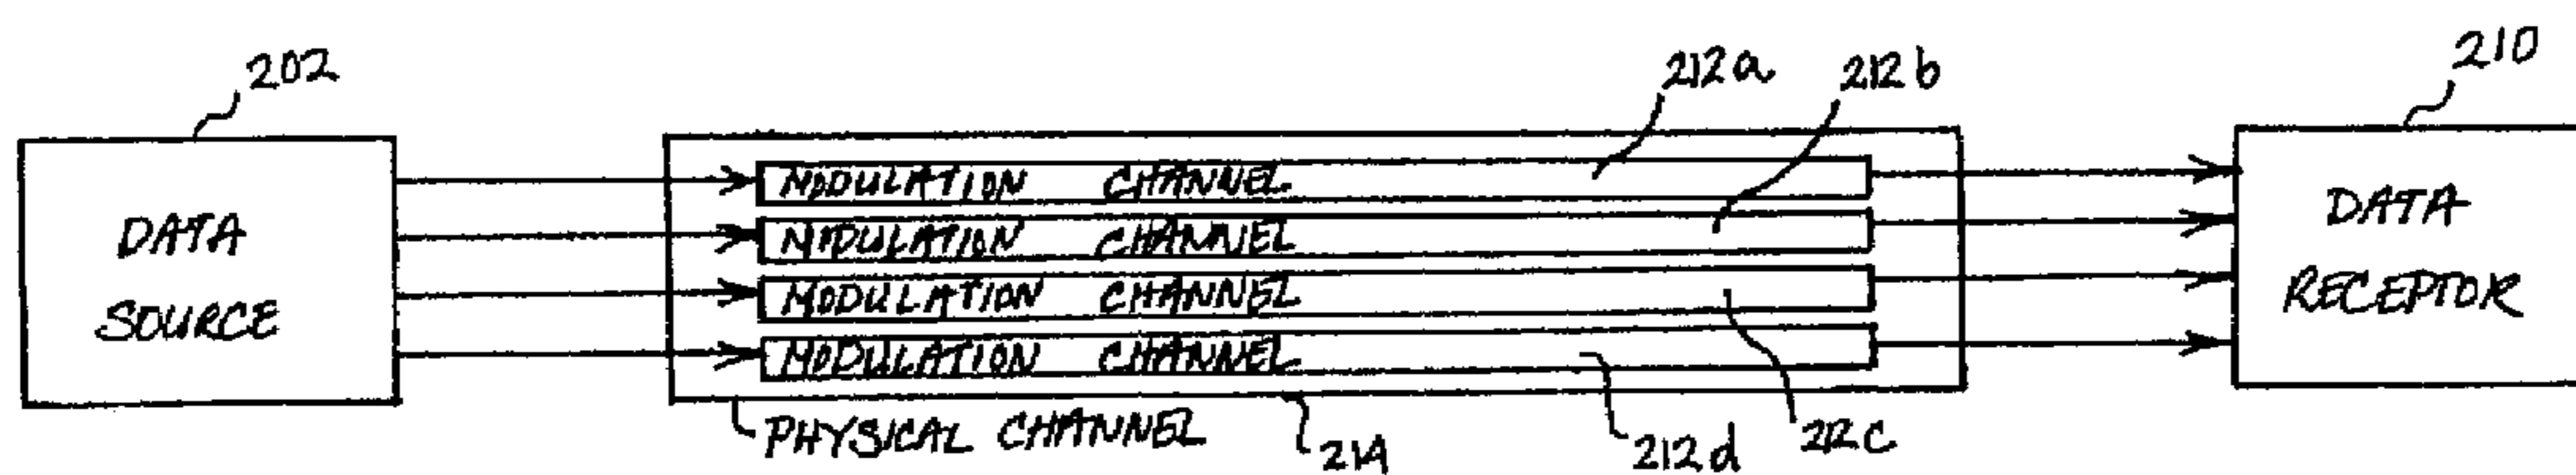 202
212a
212b
210
DATA
SOURCE
MODULATION CHANNEL
MODULATION CHANNEL
MODULATION CHANNEL
MODULATION CHANNEL
DATA
RECEPTOR
PHYSICAL CHANNEL
214
212d
212c